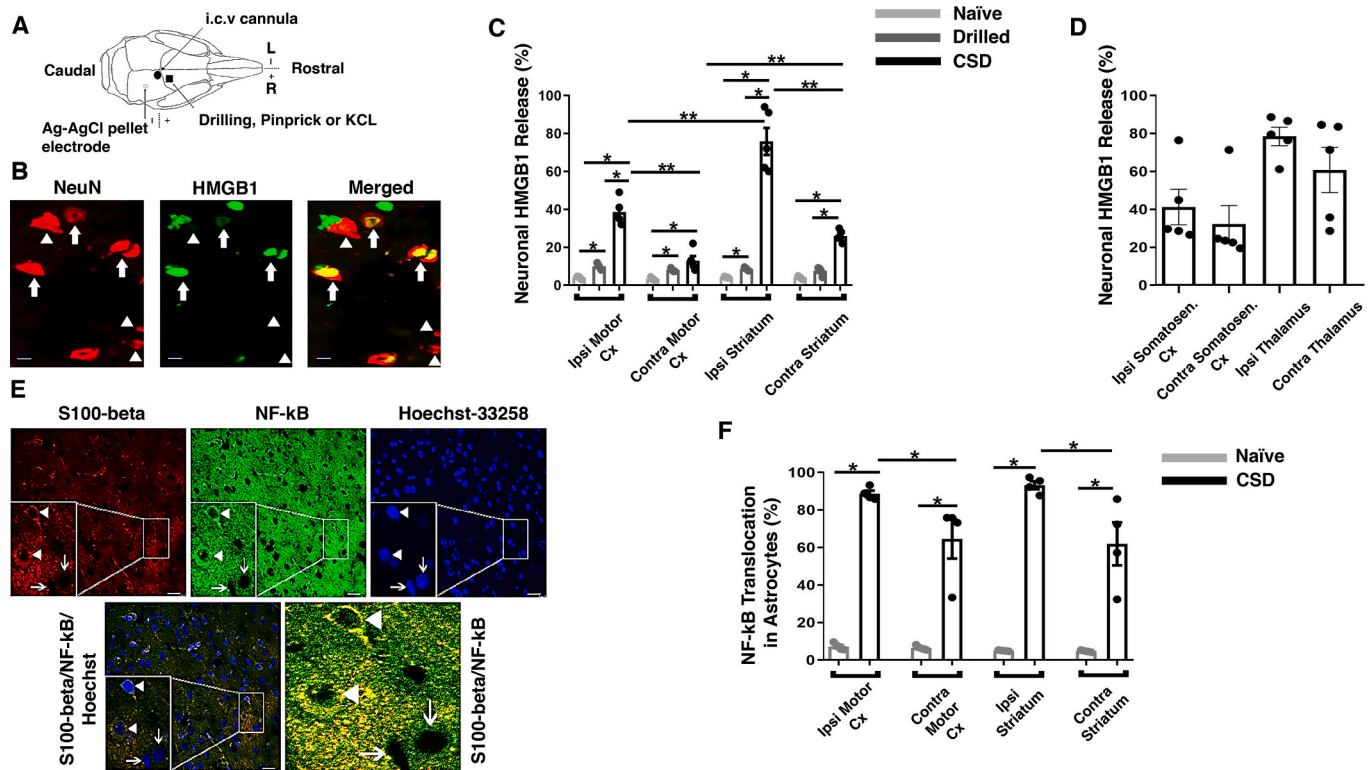 A
i.c.v cannula
Caudal
L
-
+
R
Rostral
- +
Ag-AgCl pellet
electrode
Drilling, Pinprick or KCL
B
NeuN
HMGB1
Merged
C
Naïve
Drilled
CSD
Neuronal HMGB1 Release (%)
100
80
60
40
20
0
**
* **
*
**
* **
*
*
*
*
*
*
*
*
Ipsi Motor
Cx
Contra Motor
Cx
Ipsi Striatum
Contra Striatum
D
Neuronal HMGB1 Release (%)
100
80
60
40
20
0
Ipsi Somatosen.
Cx
Contra Somatosen.
Cx
Ipsi Thalamus
Contra Thalamus
E
S100-beta
NF-kB
Hoechst-33258
S100-beta/NF-kB/
Hoechst
S100-beta/NF-kB
F
Naïve
CSD
NF-kB Translocation
in Astrocytes (%)
100
80
60
40
20
0
* * * *
* *
Ipsi Motor
Cx
Contra
Motor
Cx
Ipsi
Striatum
Contra
Striatum